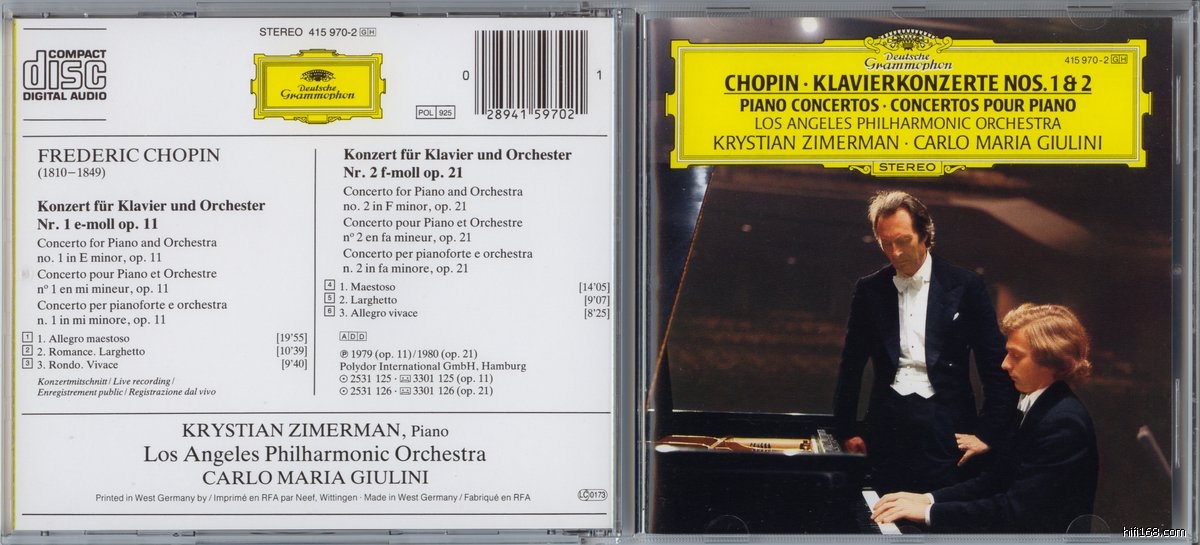 COMPACT
disc
DIGITAL AUDIO
STEREO 415 970-2 GH
Deutsche
Grammophon
POL 925
0 28941 59702 1
FREDERIC CHOPIN
(1810–1849)
Konzert für Klavier und Orchester
Nr. 1 e-moll op. 11
Concerto for Piano and Orchestra
no. 1 in E minor, op. 11
Concerto pour Piano et Orchestre
nº 1 en mi mineur, op. 11
Concerto per pianoforte e orchestra
n. 1 in mi minore, op. 11
1 1. Allegro maestoso [19'55]
2 2. Romance. Larghetto [10'39]
3 3. Rondo. Vivace [9'40]
Konzertmitschnitt / Live recording /
Enregistrement public / Registrazione dal vivo
Konzert für Klavier und Orchester
Nr. 2 f-moll op. 21
Concerto for Piano and Orchestra
no. 2 in F minor, op. 21
Concerto pour Piano et Orchestre
nº 2 en fa mineur, op. 21
Concerto per pianoforte e orchestra
n. 2 in fa minore, op. 21
4 1. Maestoso [14'05]
5 2. Larghetto [9'07]
6 3. Allegro vivace [8'25]
ADD
℗ 1979 (op. 11) / 1980 (op. 21)
Polydor International GmbH, Hamburg
2531 125 · 3301 125 (op. 11)
2531 126 · 3301 126 (op. 21)
KRYSTIAN ZIMERMAN, Piano
Los Angeles Philharmonic Orchestra
CARLO MARIA GIULINI
Printed in West Germany by / Imprimé en RFA par Neef, Wittingen · Made in West Germany / Fabriqué en RFA
LC 0173
Deutsche
Grammophon
415 970-2 GH
CHOPIN · KLAVIERKONZERTE NOS. 1 & 2
PIANO CONCERTOS · CONCERTOS POUR PIANO
LOS ANGELES PHILHARMONIC ORCHESTRA
KRYSTIAN ZIMERMAN · CARLO MARIA GIULINI
STEREO
hifi168.com